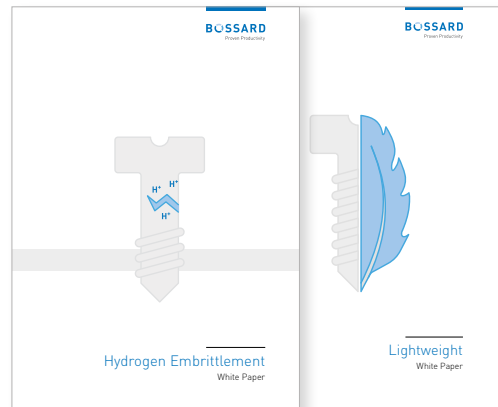 BOSSARD
Proven Productivity
H+
H+
H+
Hydrogen Embrittlement
White Paper
BOSSARD
Proven Productivity
Lightweight
White Paper